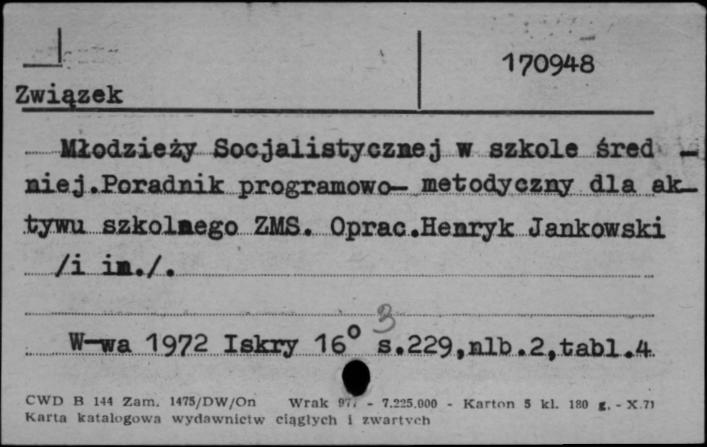 170948
Związek
Młodzieży Socjalistycznej w szkole śred -
niej.Poradnik programowo- metodyczny dla ak-
tywu szkolnego ZMS. Oprac.Henryk Jankowski
/i in./.
3
W-wa 1972 Iskry 16° s.229,nlb.2,tabl.4
CWD B 144 Zam. 1475/DW/On Wrak - 7.225.000 - Karton 5 kl. 180 g. - X.71
Karta katalogowa wydawnictw ciągłych i zwartych